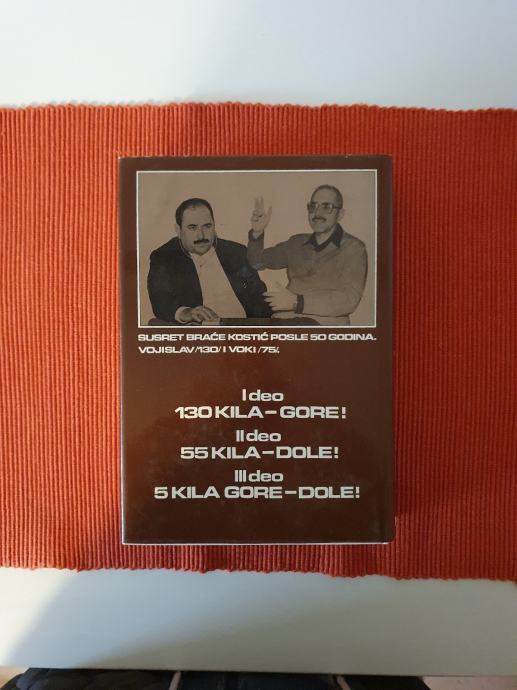 SUSRET BRAĆE KOSTIĆ POSLE 50 GODINA.
VOJISLAV/130/ I VOKI/75/.
I deo
130 KILA-GORE!
II deo
55 KILA-DOLE!
III deo
5 KILA GORE-DOLE!